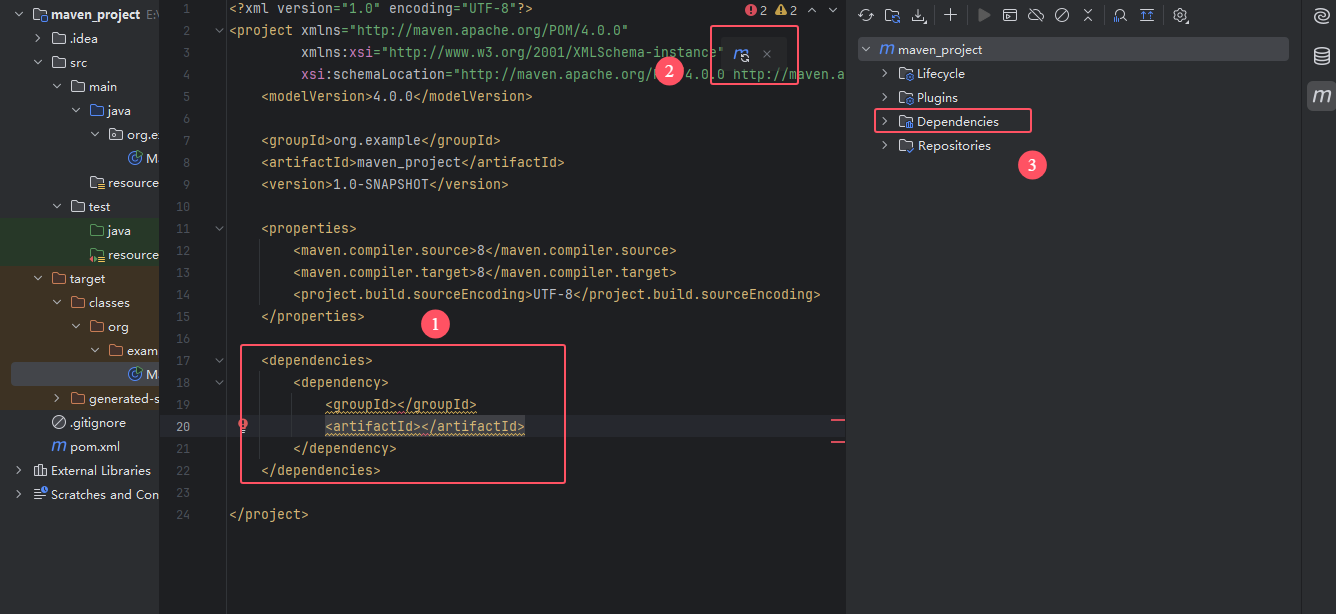 maven_project E:\
.idea
src
main
java
org.e
M
resource
test
java
resource
target
classes
org
exam
M
generated-s
.gitignore
pom.xml
External Libraries
Scratches and Con
1 <?xml version="1.0" encoding="UTF-8"?>
2 <project xmlns="http://maven.apache.org/POM/4.0.0"
3 xmlns:xsi="http://www.w3.org/2001/XMLSchema-instance"
4 xsi:schemaLocation="http://maven.apache.org/ 4.0.0 http://maven.a
5 <modelVersion>4.0.0</modelVersion>
6
7 <groupId>org.example</groupId>
8 <artifactId>maven_project</artifactId>
9 <version>1.0-SNAPSHOT</version>
10
11 <properties>
12 <maven.compiler.source>8</maven.compiler.source>
13 <maven.compiler.target>8</maven.compiler.target>
14 <project.build.sourceEncoding>UTF-8</project.build.sourceEncoding>
15 </properties>
16
17 <dependencies>
18 <dependency>
19 <groupId></groupId>
20 <artifactId></artifactId>
21 </dependency>
22 </dependencies>
23
24 </project>
2 2
m
1
2
3
m maven_project
Lifecycle
Plugins
Dependencies
Repositories
m